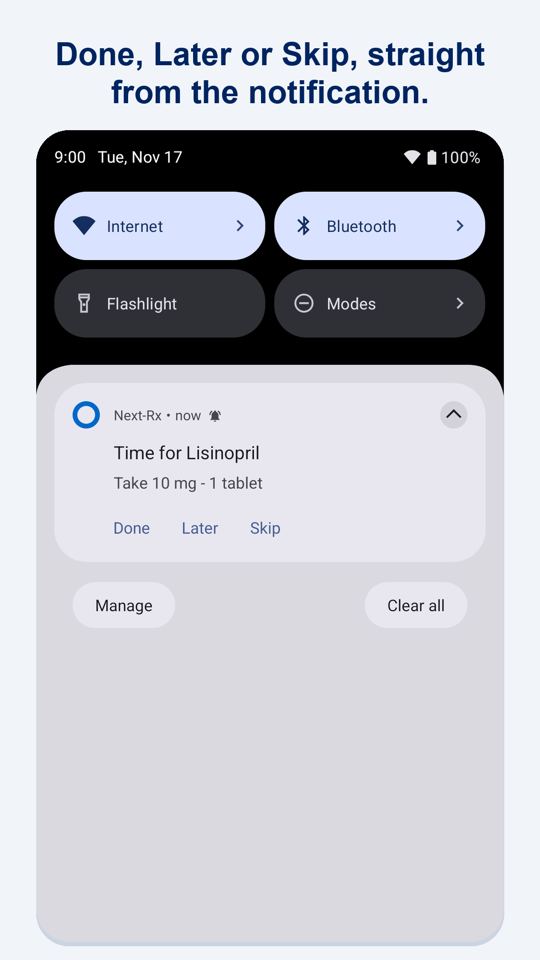 Done, Later or Skip, straight
from the notification.
9:00 Tue, Nov 17 100%
Internet Bluetooth
Flashlight Modes
Next-Rx • now
Time for Lisinopril
Take 10 mg - 1 tablet
Done Later Skip
Manage Clear all